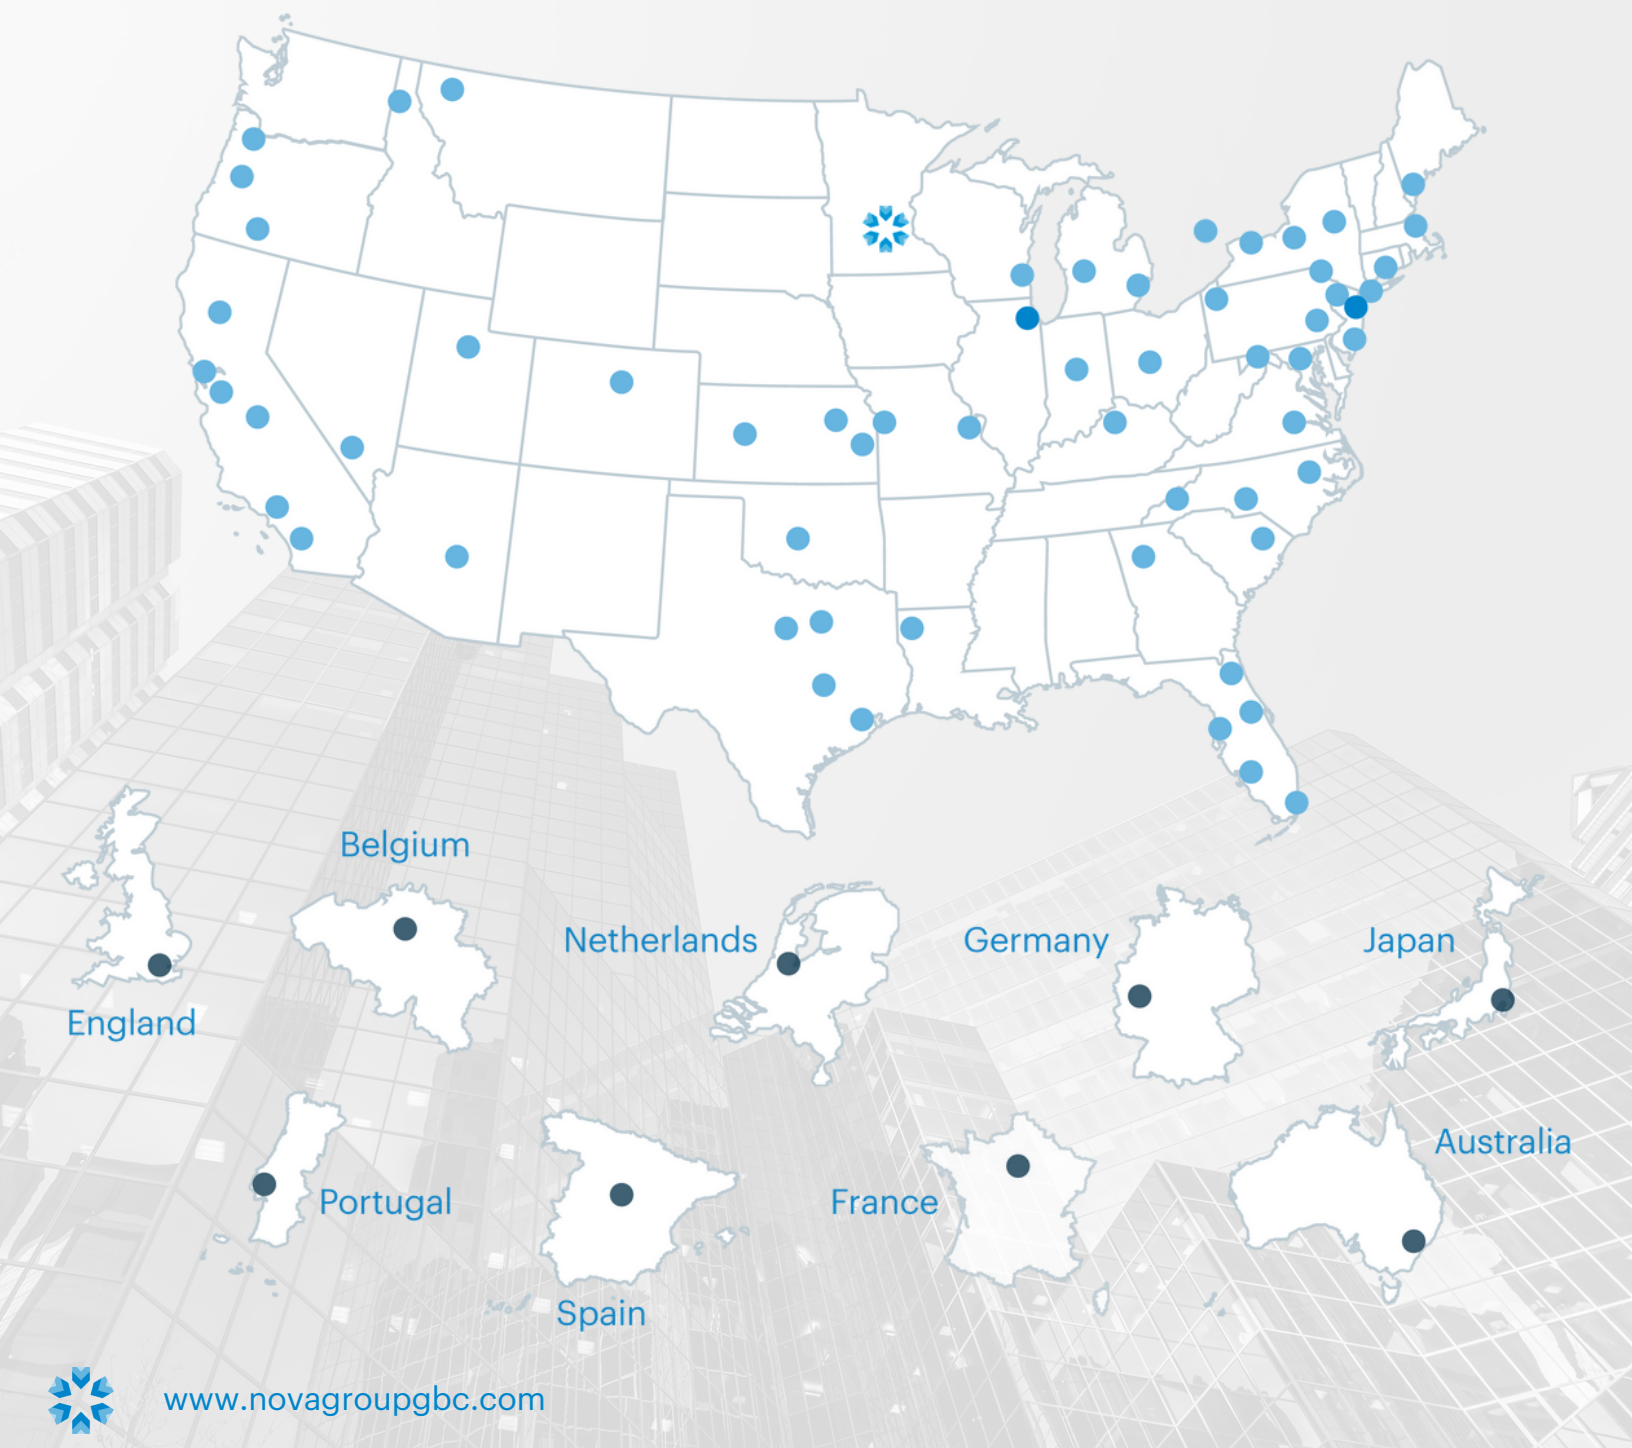 Belgium
Netherlands
Germany
Japan
England
Australia
Portugal
France
Spain
www.novagroupgbc.com